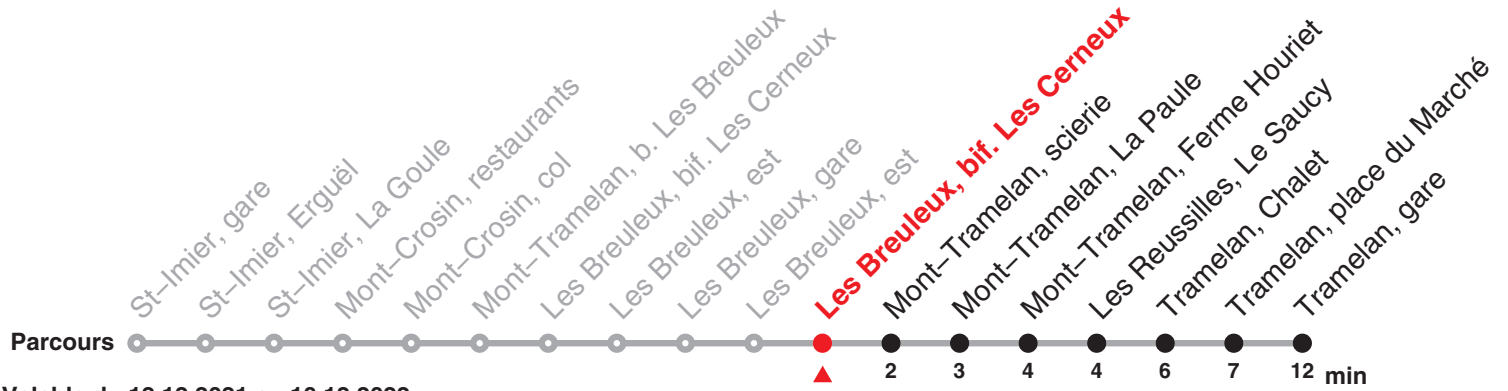 St–Imier, gare
St–Imier, Erguël
St–Imier, La Goule
Mont–Crosin, restaurants
Mont–Crosin, col
Mont–Tramelan, b. Les Breuleux
Les Breuleux, bif. Les Cerneux
Les Breuleux, est
Les Breuleux, gare
Les Breuleux, est
Les Breuleux, bif. Les Cerneux
Mont–Tramelan, scierie
Mont–Tramelan, La Paule
Mont–Tramelan, Ferme Houriet
Les Reussilles, Le Saucy
Tramelan, Chalet
Tramelan, place du Marché
Tramelan, gare
Parcours
2 3 4 4 6 7 12 min